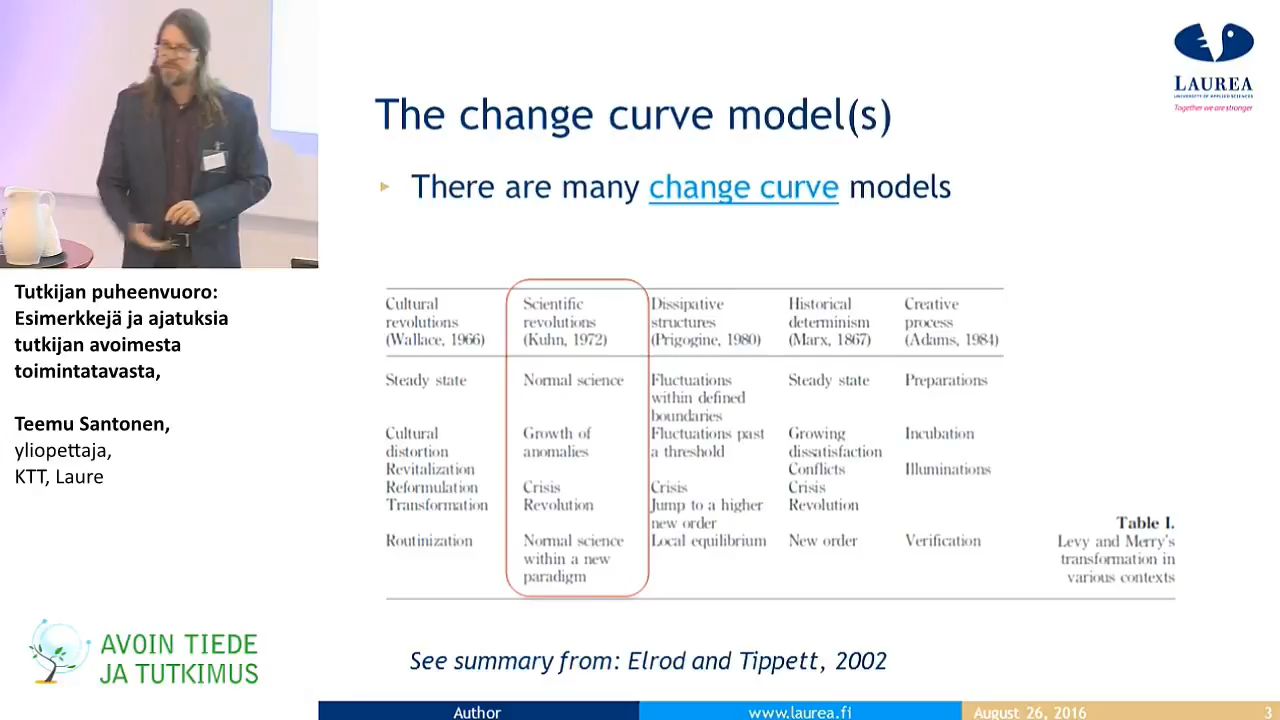 LAUREA
UNIVERSITY OF APPLIED SCIENCES
Together we are stronger
The change curve model(s)
There are many change curve models
Tutkijan puheenvuoro:
Esimerkkejä ja ajatuksia
tutkijan avoimesta
toimintatavasta,
Teemu Santonen,
yliopettaja,
KTT, Laure
Cultural revolutions (Wallace, 1966) Scientific revolutions (Kuhn, 1972) Dissipative structures (Prigogine, 1980) Historical determinism (Marx, 1867) Creative process (Adams, 1984)
Steady state Normal science Fluctuations within defined boundaries Steady state Preparations
Cultural distortion Growth of anomalies Fluctuations past a threshold Growing dissatisfaction Incubation
Revitalization Conflicts Illuminations
Reformulation Crisis Crisis Crisis
Transformation Revolution Jump to a higher new order Revolution
Routinization Normal science within a new paradigm Local equilibrium New order Verification
Table I.
Levy and Merry's
transformation in
various contexts
See summary from: Elrod and Tippett, 2002
AVOIN TIEDE
JA TUTKIMUS
Author www.laurea.fi August 26, 2016 3